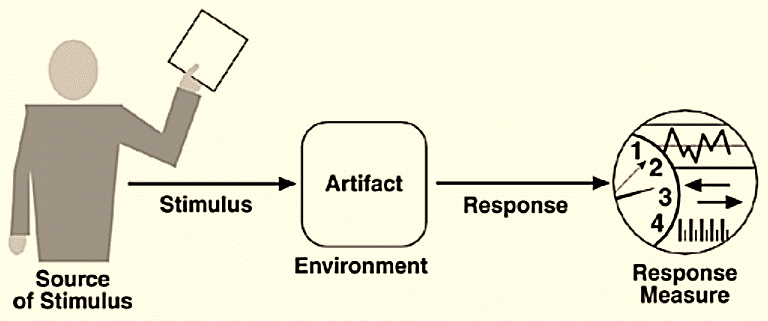 Source
of Stimulus
Stimulus
Artifact
Environment
Response
1
2
3
4
Response
Measure